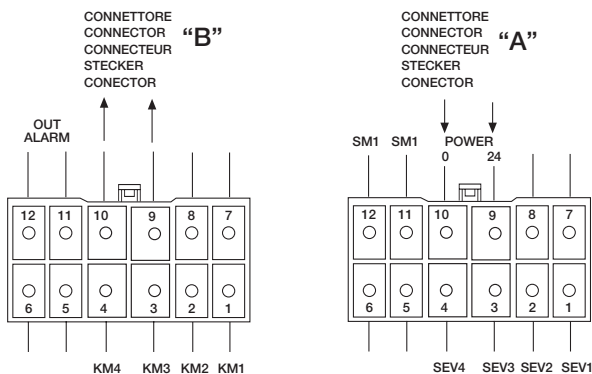 CONNETTORE
CONNECTOR "B"
CONNECTEUR
STECKER
CONECTOR
OUT
ALARM
12 11 10 9 8 7
6 5 4 3 2 1
KM4 KM3 KM2 KM1
CONNETTORE
CONNECTOR "A"
CONNECTEUR
STECKER
CONECTOR
SM1 SM1 POWER
0 24
12 11 10 9 8 7
6 5 4 3 2 1
SEV4 SEV3 SEV2 SEV1